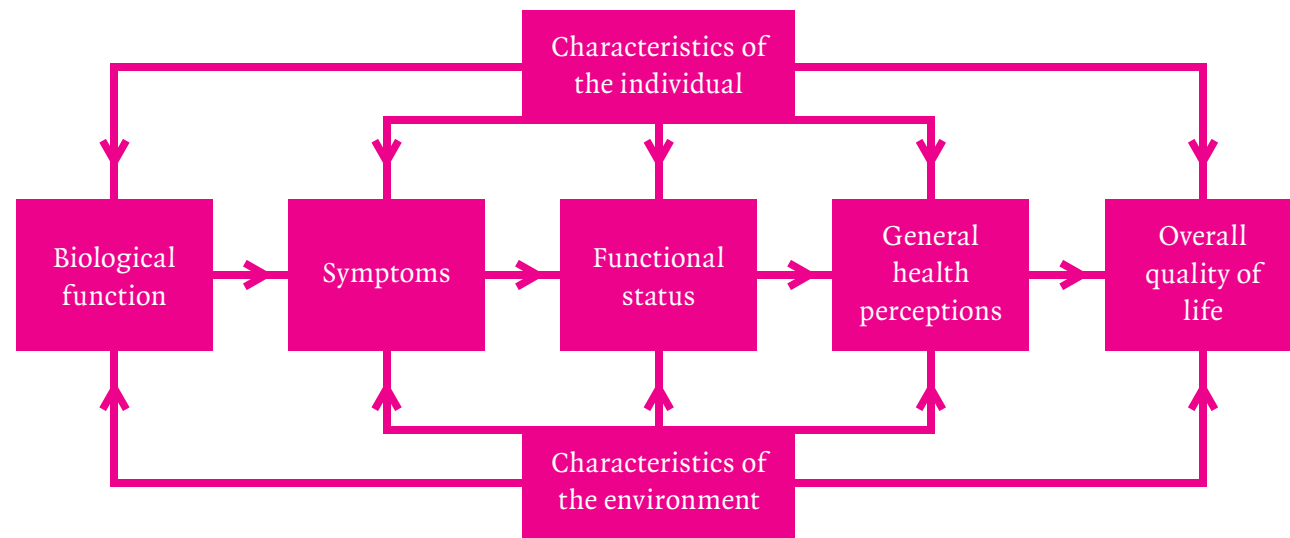 Characteristics of
the individual
Biological
function
Symptoms
Functional
status
General
health
perceptions
Overall
quality of
life
Characteristics of
the environment